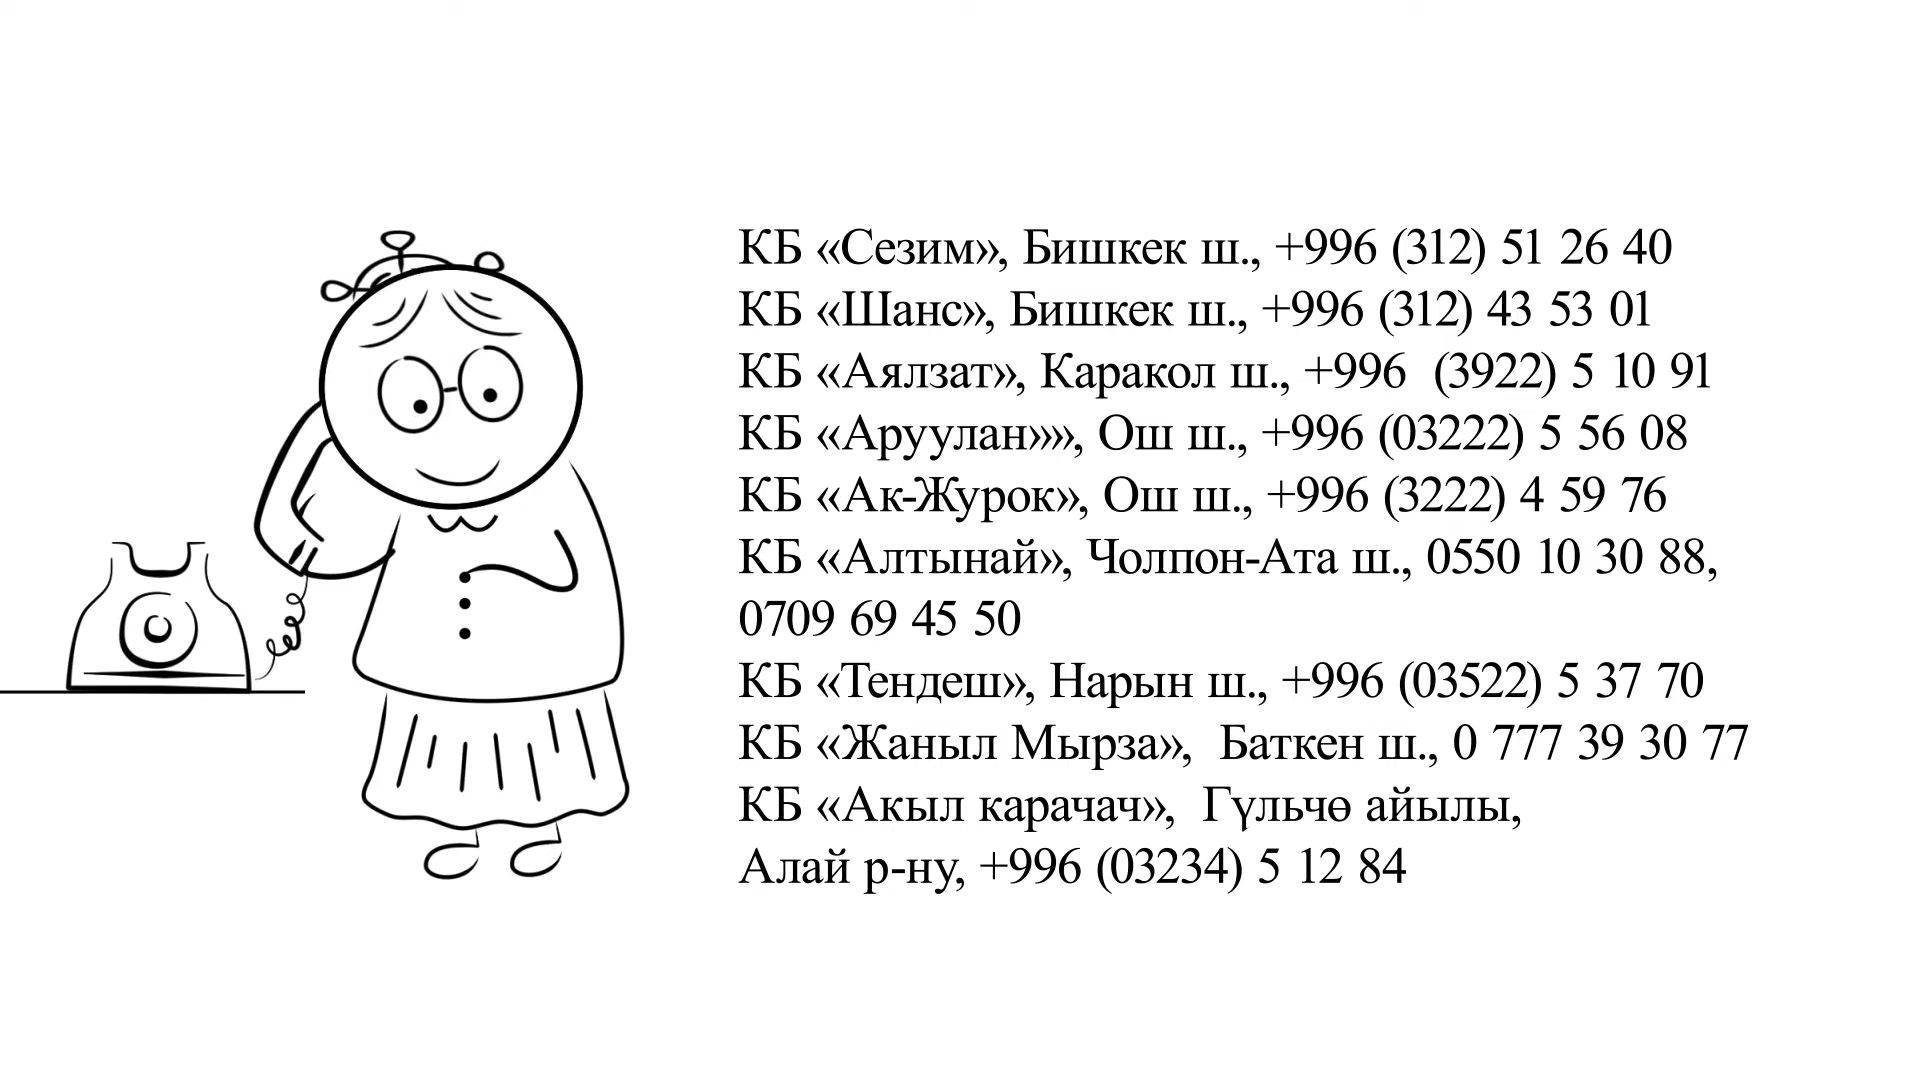 КБ «Сезим», Бишкек ш., +996 (312) 51 26 40
КБ «Шанс», Бишкек ш., +996 (312) 43 53 01
КБ «Аялзат», Каракол ш., +996  (3922) 5 10 91
КБ «Аруулан»», Ош ш., +996 (03222) 5 56 08
КБ «Ак-Журок», Ош ш., +996 (3222) 4 59 76
КБ «Алтынай», Чолпон-Ата ш., 0550 10 30 88,
0709 69 45 50
КБ «Тендеш», Нарын ш., +996 (03522) 5 37 70
КБ «Жаныл Мырза»,  Баткен ш., 0 777 39 30 77
КБ «Акыл карачач»,  Гүльчө айылы,
Алай р-ну, +996 (03234) 5 12 84